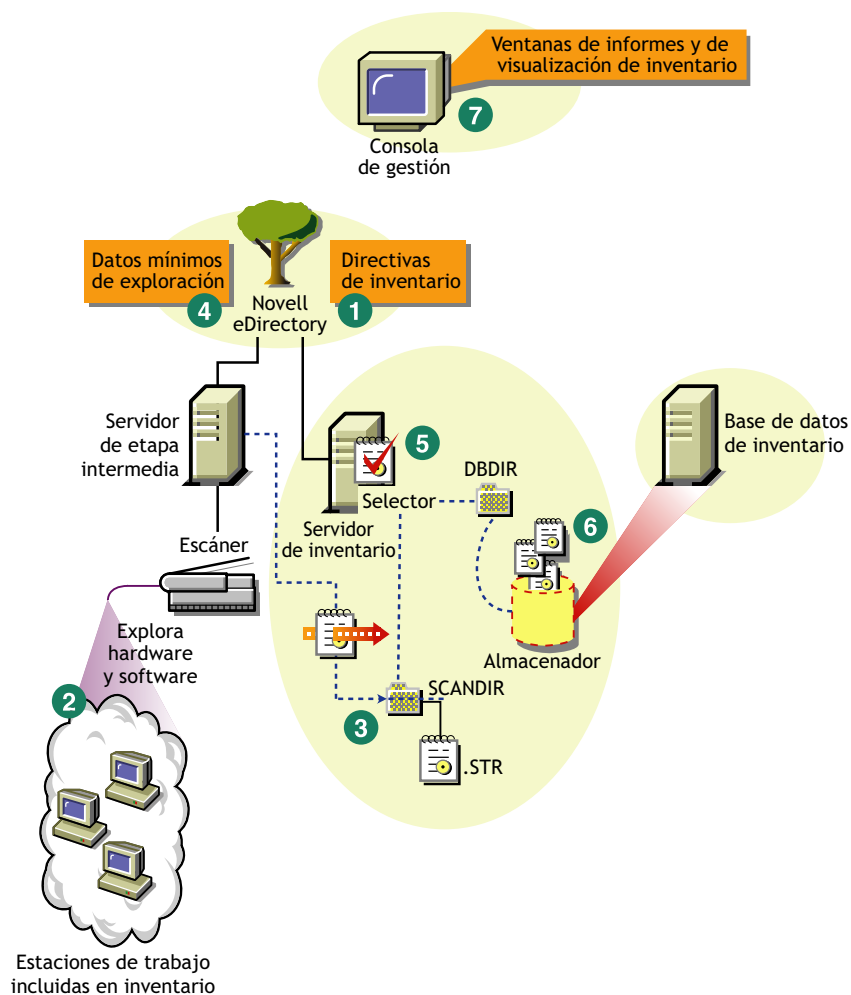 Ventanas de informes y de
visualización de inventario
7
Consola
de gestión
Datos mínimos
de exploración
4
Directivas
de inventario
1
Novell
eDirectory
Servidor
de etapa
intermedia
5
Selector
Servidor
de inventario
DBDIR
6
Base de datos
de inventario
Escáner
Explora
hardware
y software
Almacenador
2
SCANDIR
3
.STR
Estaciones de trabajo
incluidas en inventario